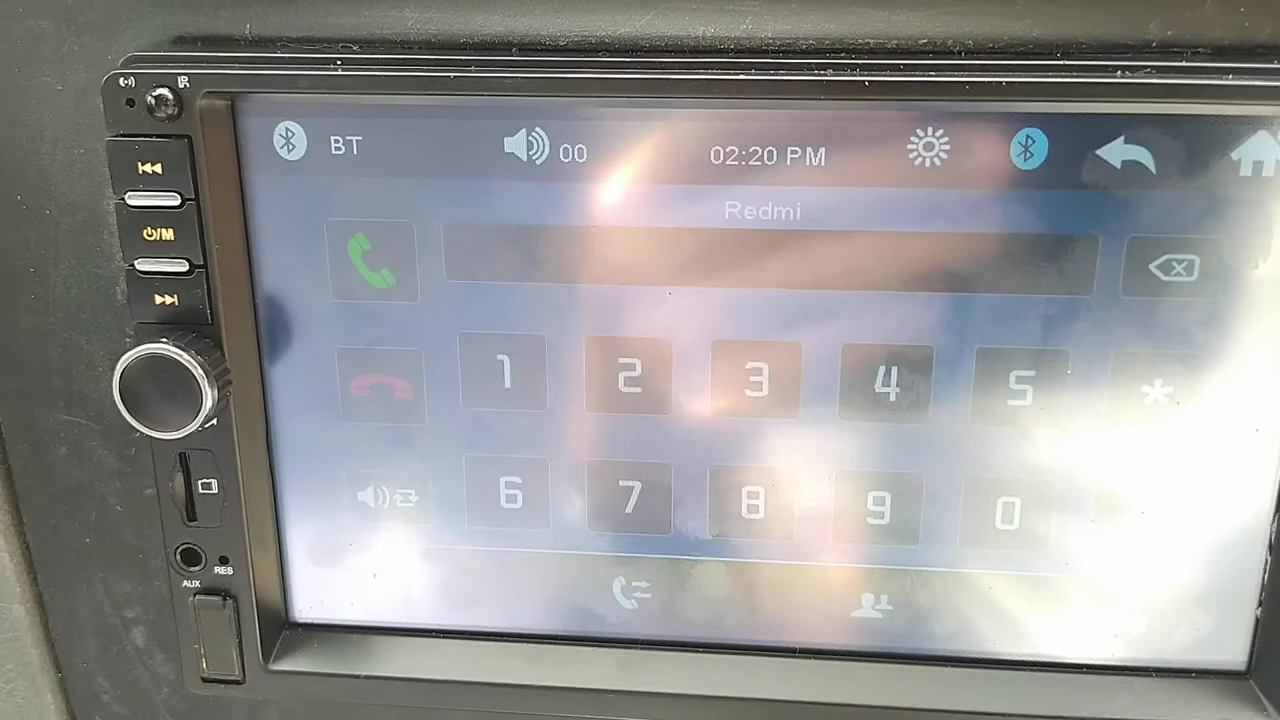 IR
BT 00 02:20 PM
Redmi
⏻/M
1 2 3 4 5 *
6 7 8 9 0
AUX RES